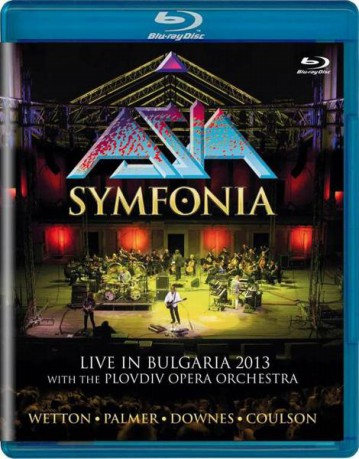 Blu-ray Disc
Blu-ray Disc
ASIA
SYMFONIA
LIVE IN BULGARIA 2013
WITH THE PLOVDIV OPERA ORCHESTRA
WETTON • PALMER • DOWNES • COULSON